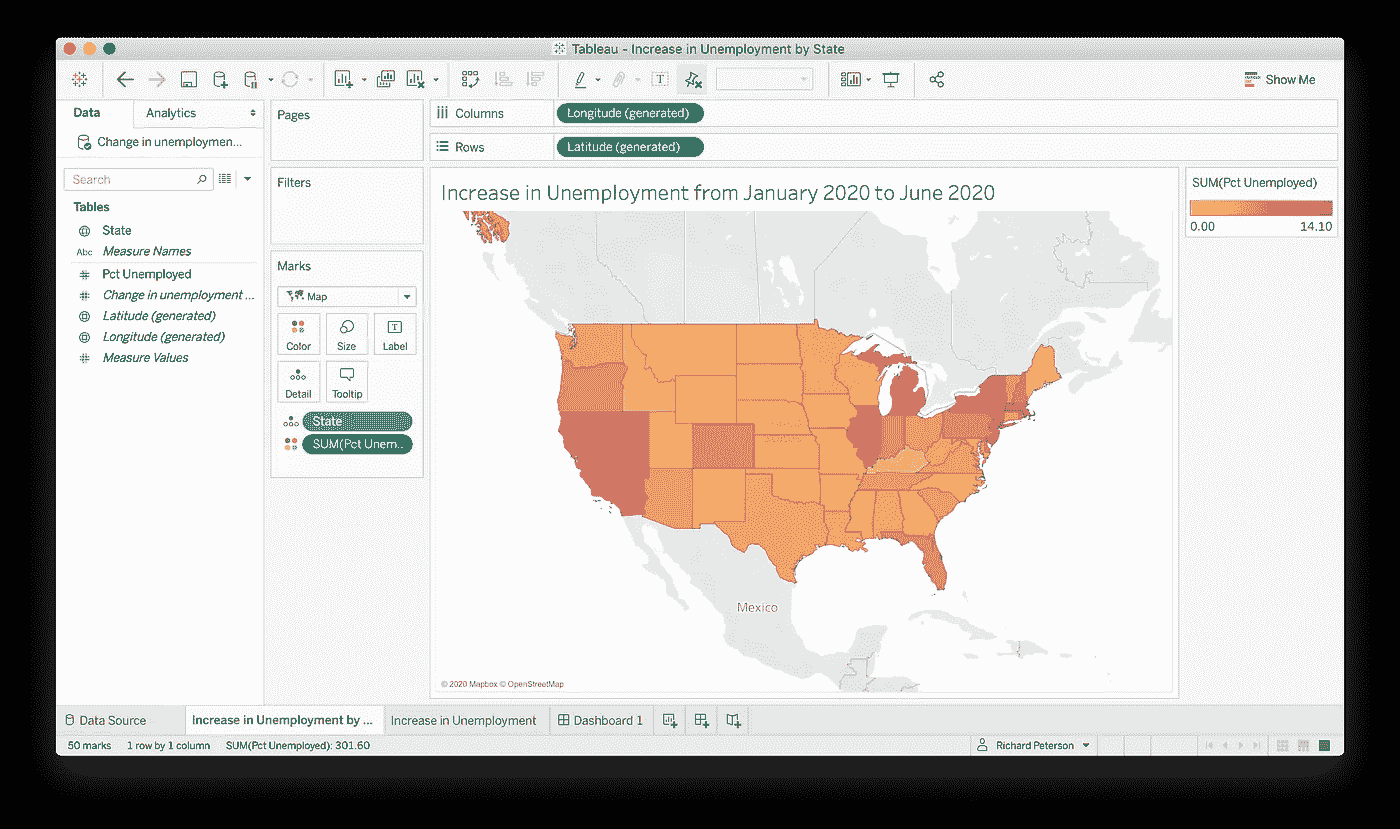 Tableau - Increase in Unemployment by State
Show Me
Data
Analytics
Change in unemploymen...
Search
Tables
State
Abc Measure Names
Pct Unemployed
Change in unemployment ...
Latitude (generated)
Longitude (generated)
Measure Values
Pages
Filters
Marks
Map
Color
Size
Label
Detail
Tooltip
State
SUM(Pct Unem..
Columns
Longitude (generated)
Rows
Latitude (generated)
Increase in Unemployment from January 2020 to June 2020
Mexico
© 2020 Mapbox © OpenStreetMap
SUM(Pct Unemployed)
0.00 14.10
Data Source
Increase in Unemployment by ...
Increase in Unemployment
Dashboard 1
50 marks 1 row by 1 column SUM(Pct Unemployed): 301.60
Richard Peterson